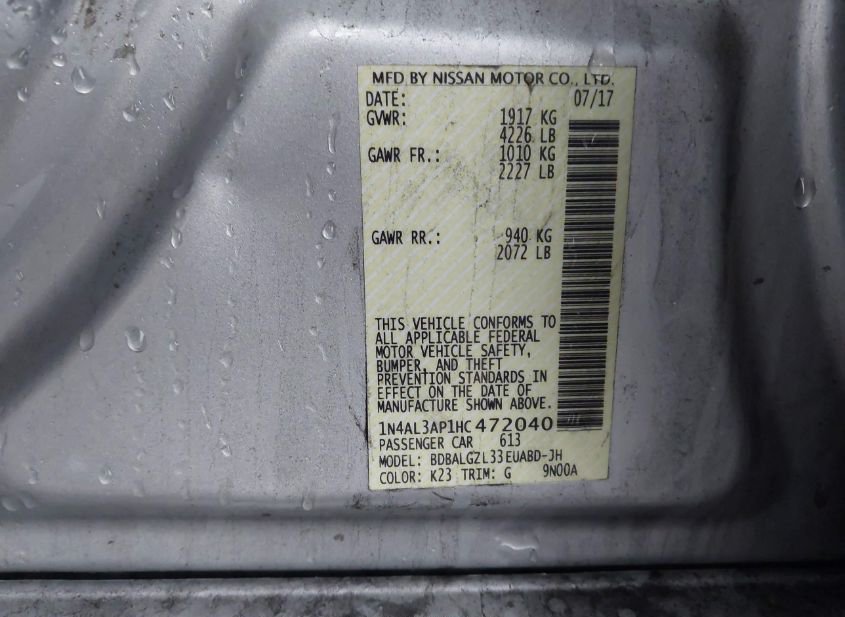 MFD BY NISSAN MOTOR CO., LTD.
DATE: 07/17
GVWR: 1917 KG
4226 LB
GAWR FR.: 1010 KG
2227 LB
GAWR RR.: 940 KG
2072 LB
THIS VEHICLE CONFORMS TO
ALL APPLICABLE FEDERAL
MOTOR VEHICLE SAFETY,
BUMPER, AND THEFT
PREVENTION STANDARDS IN
EFFECT ON THE DATE OF
MANUFACTURE SHOWN ABOVE.
1N4AL3AP1HC472040
PASSENGER CAR 613
MODEL: BDBALGZL33EUABD-JH
COLOR: K23 TRIM: G 9N00A